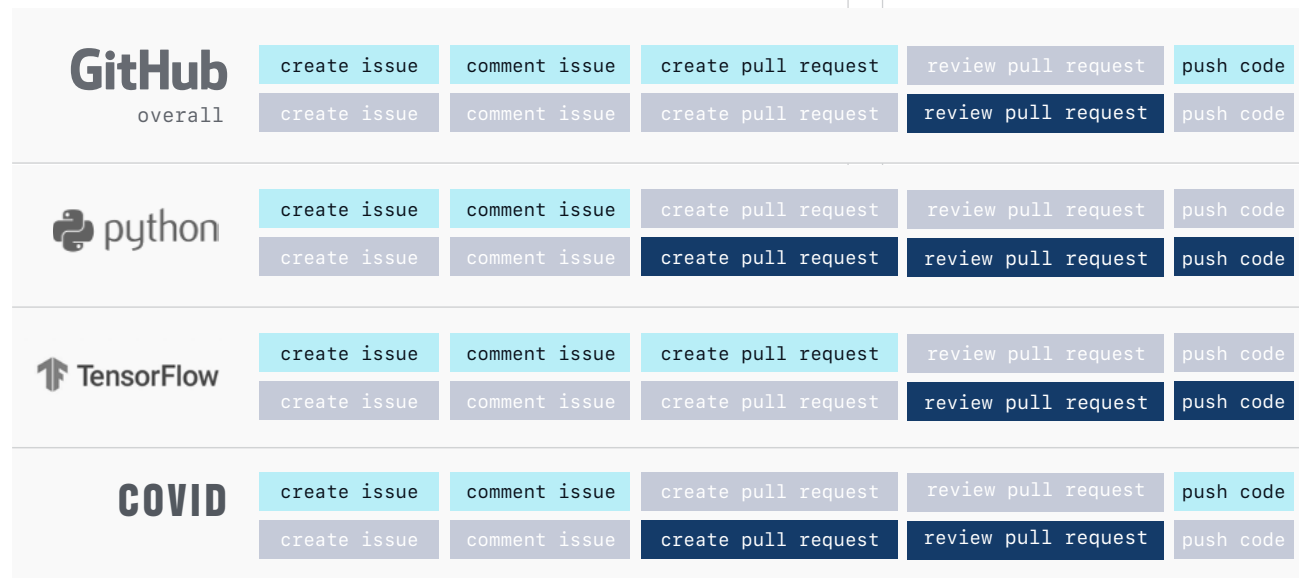 GitHub
overall
create issue comment issue create pull request review pull request push code
create issue comment issue create pull request review pull request push code
python
create issue comment issue create pull request review pull request push code
create issue comment issue create pull request review pull request push code
TensorFlow
create issue comment issue create pull request review pull request push code
create issue comment issue create pull request review pull request push code
COVID
create issue comment issue create pull request review pull request push code
create issue comment issue create pull request review pull request push code